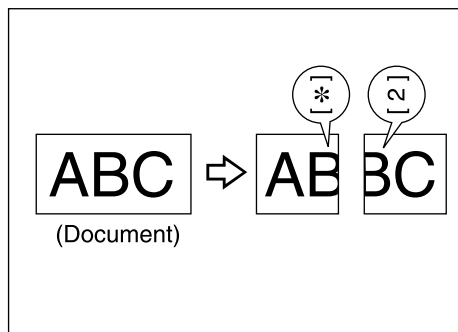 [*]
[2]
ABC
AB
BC
(Document)